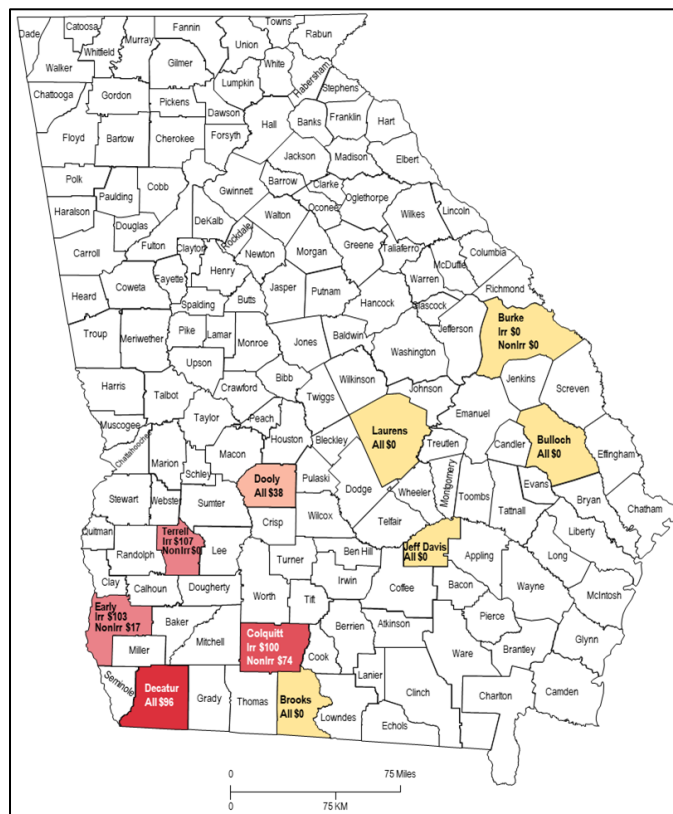 Dade
Catoosa
Whitfield
Murray
Fannin
Towns
Rabun
Union
Walker
Gilmer
White
Habersham
Lumpkin
Stephens
Chattooga
Gordon
Pickens
Dawson
Banks
Franklin
Hart
Floyd
Bartow
Cherokee
Forsyth
Hall
Jackson
Madison
Elbert
Polk
Paulding
Cobb
Gwinnett
Barrow
Clarke
Oconee
Oglethorpe
Haralson
Douglas
DeKalb
Rockdale
Walton
Wilkes
Lincoln
Carroll
Fulton
Clayton
Newton
Morgan
Greene
Taliaferro
Columbia
McDuffie
Fayette
Henry
Warren
Richmond
Heard
Coweta
Spalding
Butts
Jasper
Putnam
Hancock
Glascock
Jefferson
Burke
Irr $0
NonIrr $0
Troup
Meriwether
Pike
Lamar
Monroe
Jones
Baldwin
Washington
Upson
Wilkinson
Johnson
Jenkins
Screven
Harris
Talbot
Crawford
Bibb
Twiggs
Emanuel
Muscogee
Taylor
Peach
Houston
Bleckley
Laurens
All $0
Treutlen
Candler
Bulloch
All $0
Effingham
Chattahoochee
Marion
Macon
Schley
Dooly
All $38
Pulaski
Dodge
Wheeler
Montgomery
Toombs
Tattnall
Evans
Bryan
Chatham
Stewart
Webster
Sumter
Crisp
Wilcox
Telfair
Quitman
Randolph
Terrell
Irr $107
NonIrr $0
Lee
Turner
Ben Hill
Jeff Davis
All $0
Appling
Long
Liberty
Clay
Calhoun
Dougherty
Worth
Tift
Irwin
Coffee
Bacon
Wayne
McIntosh
Early
Irr $103
NonIrr $17
Baker
Mitchell
Colquitt
Irr $100
NonIrr $74
Berrien
Atkinson
Pierce
Miller
Cook
Ware
Brantley
Glynn
Seminole
Decatur
All $96
Grady
Thomas
Brooks
All $0
Lanier
Lowndes
Clinch
Echols
Charlton
Camden
0 75 Miles
0 75 KM